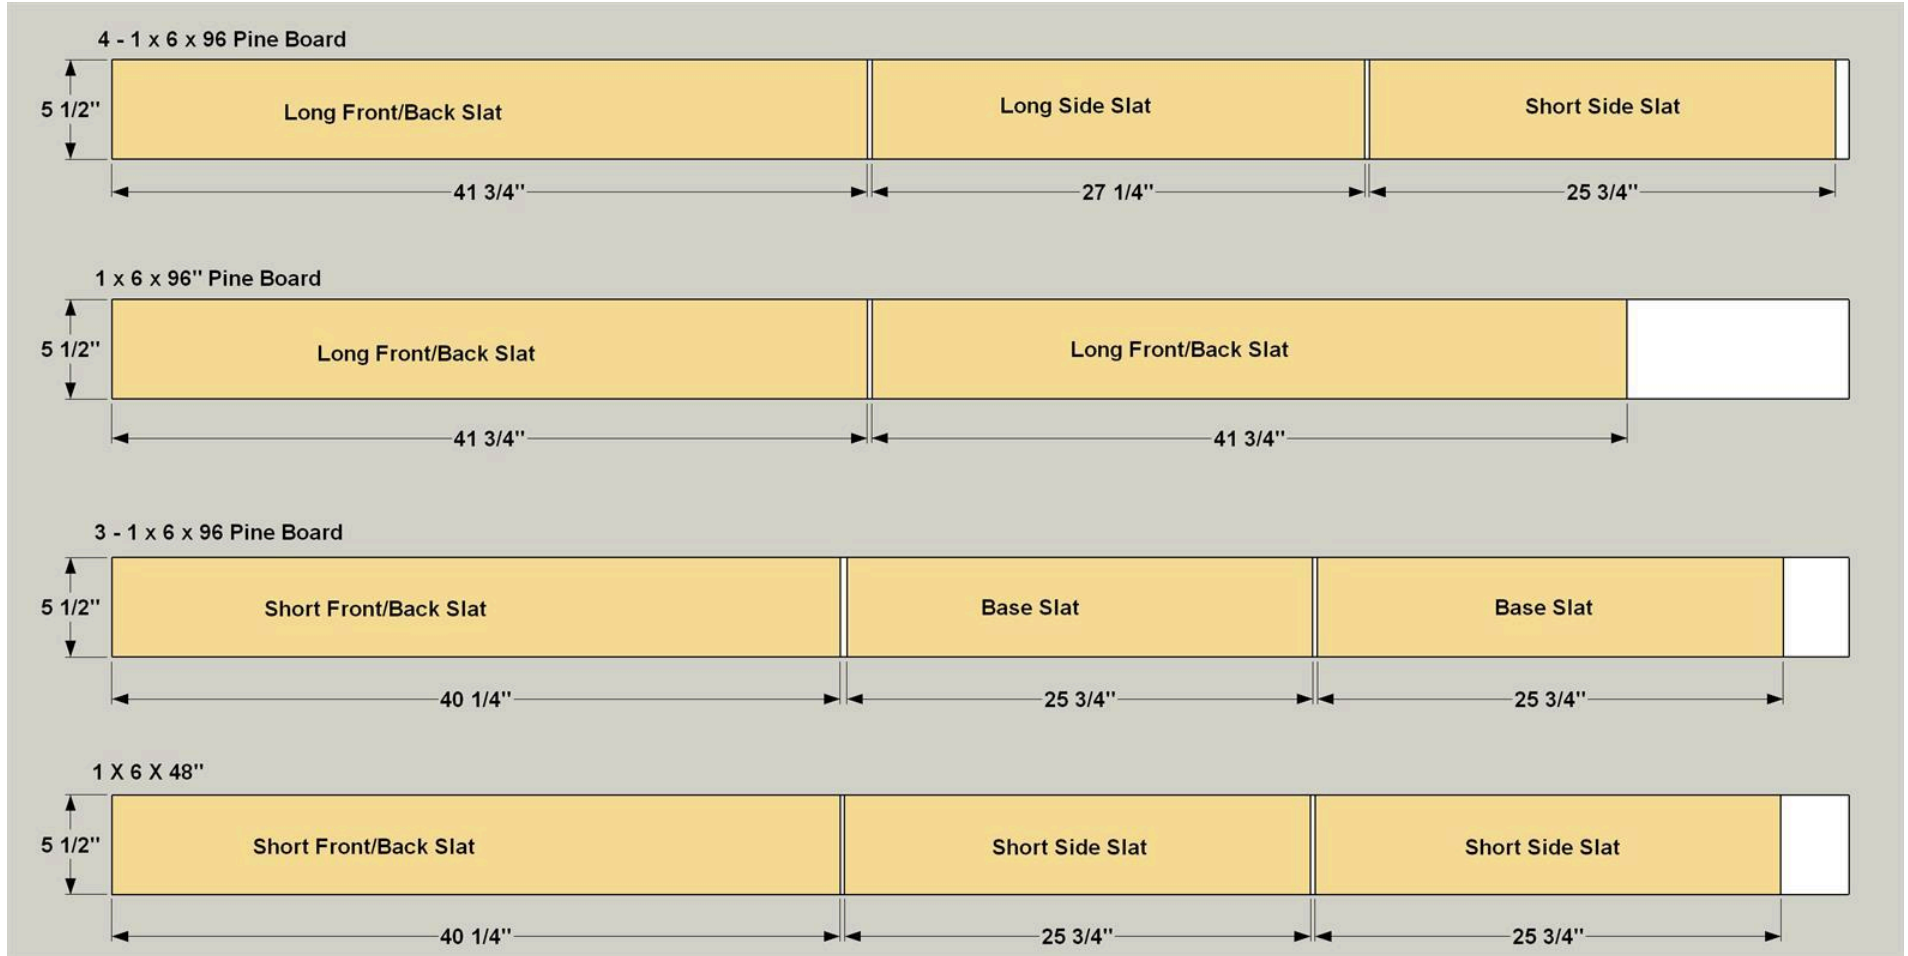 4 - 1 x 6 x 96 Pine Board
5 1/2"
Long Front/Back Slat
Long Side Slat
Short Side Slat
41 3/4"
27 1/4"
25 3/4"
1 x 6 x 96" Pine Board
5 1/2"
Long Front/Back Slat
Long Front/Back Slat
41 3/4"
41 3/4"
3 - 1 x 6 x 96 Pine Board
5 1/2"
Short Front/Back Slat
Base Slat
Base Slat
40 1/4"
25 3/4"
25 3/4"
1 X 6 X 48"
5 1/2"
Short Front/Back Slat
Short Side Slat
Short Side Slat
40 1/4"
25 3/4"
25 3/4"